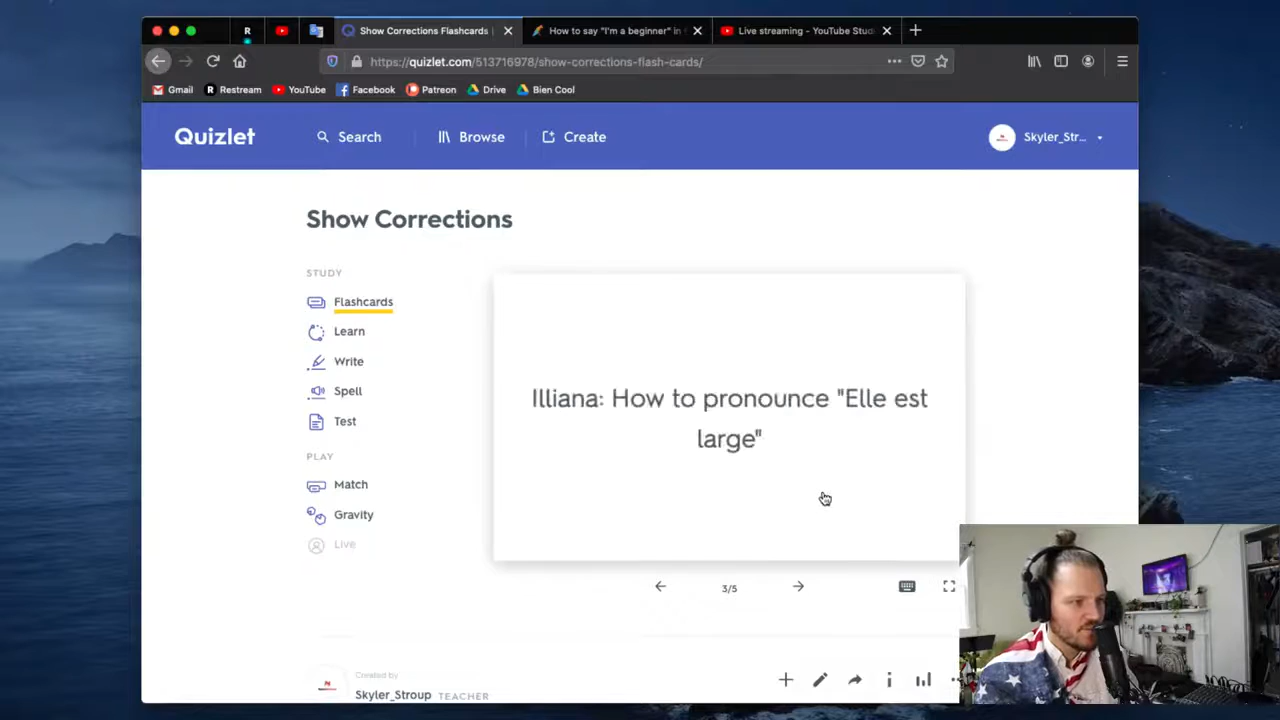 R
Show Corrections Flashcards
How to say "I'm a beginner" in
Live streaming - YouTube Stud
https://quizlet.com/513716978/show-corrections-flash-cards/
Gmail
Restream
YouTube
Facebook
Patreon
Drive
Bien Cool
Quizlet
Search
Browse
Create
Skyler_Str...
Show Corrections
STUDY
Flashcards
Learn
Write
Spell
Test
PLAY
Match
Gravity
Live
Illiana: How to pronounce "Elle est
large"
3/5
Created by
Skyler_Stroup TEACHER